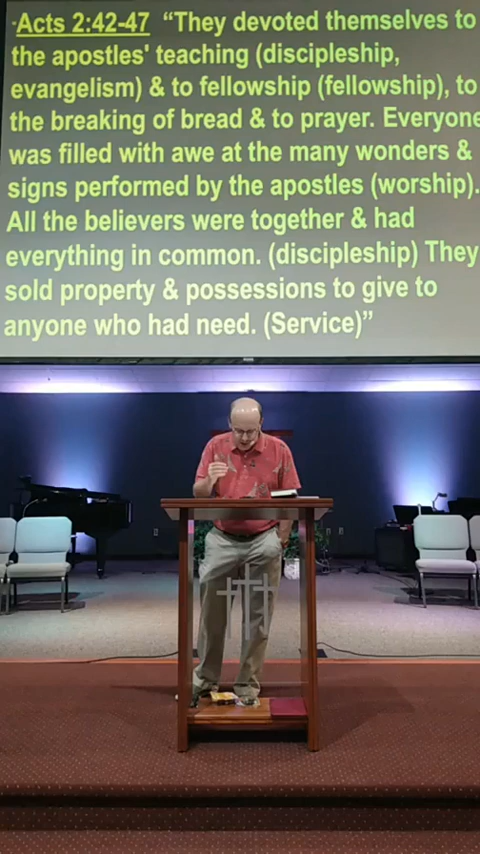 Acts 2:42-47 “They devoted themselves to
the apostles' teaching (discipleship,
evangelism) & to fellowship (fellowship), to
the breaking of bread & to prayer. Everyone
was filled with awe at the many wonders &
signs performed by the apostles (worship).
All the believers were together & had
everything in common. (discipleship) They
sold property & possessions to give to
anyone who had need. (Service)”